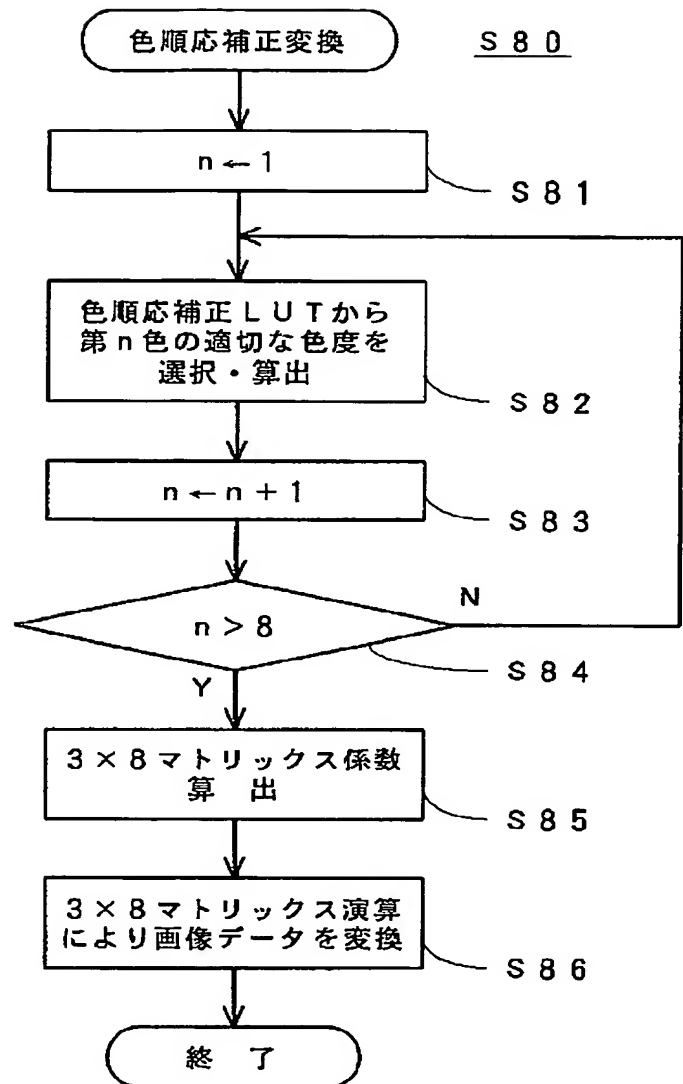 色順応補正変換
S80
n←1
S81
色順応補正LUTから
第n色の適切な色度を
選択・算出
S82
n←n+1
S83
n>8
N
S84
Y
3×8マトリックス係数
算 出
S85
3×8マトリックス演算
により画像データを変換
S86
終 了